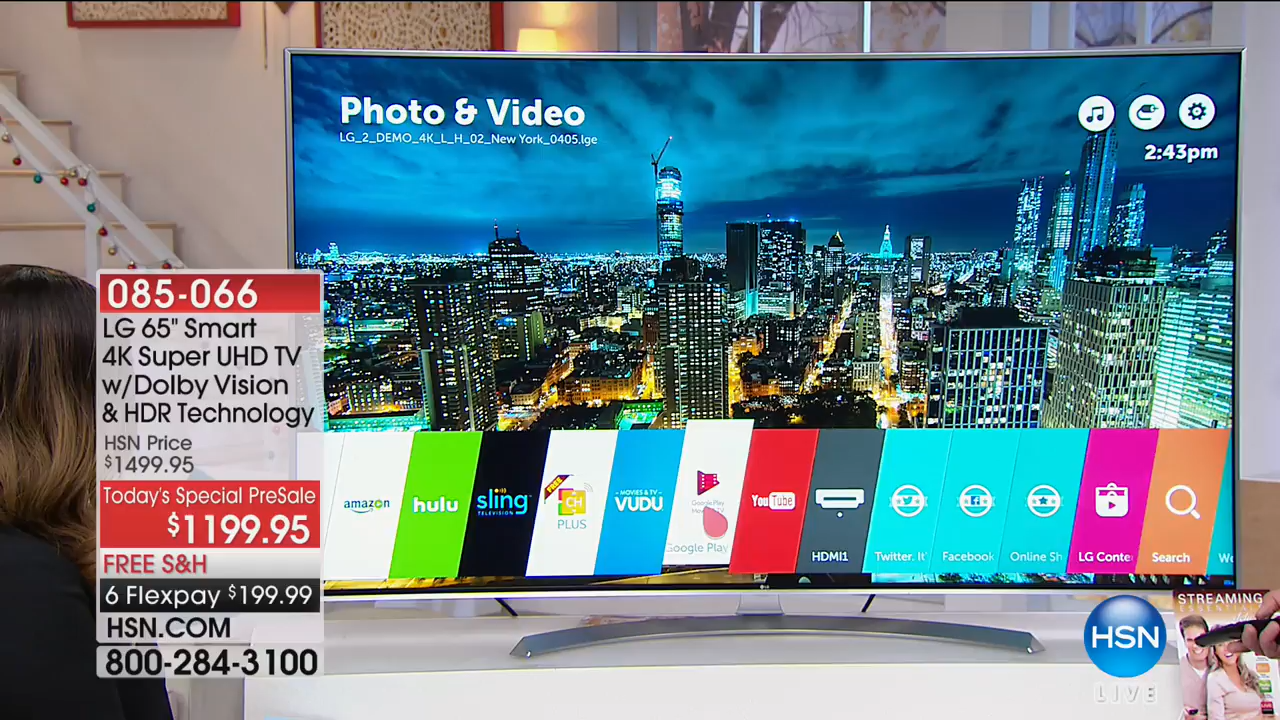 Photo & Video
LG_2_DEMO_4K_L_H_02_New York_0405.lge
2:43pm
085-066
LG 65" Smart
4K Super UHD TV
w/Dolby Vision
& HDR Technology
HSN Price
$1499.95
Today's Special PreSale
$1199.95
FREE S&H
6 Flexpay $199.99
HSN.COM
800-284-3100
amazon
hulu
sling
TELEVISION
FREE
CH
PLUS
MOVIES & TV
VUDU
Google Play
Google Play
YouTube
HDMI1
Twitter. It'
Facebook
Online Sh
LG Conte
Search
LG
STREAMING
HSN
LIVE